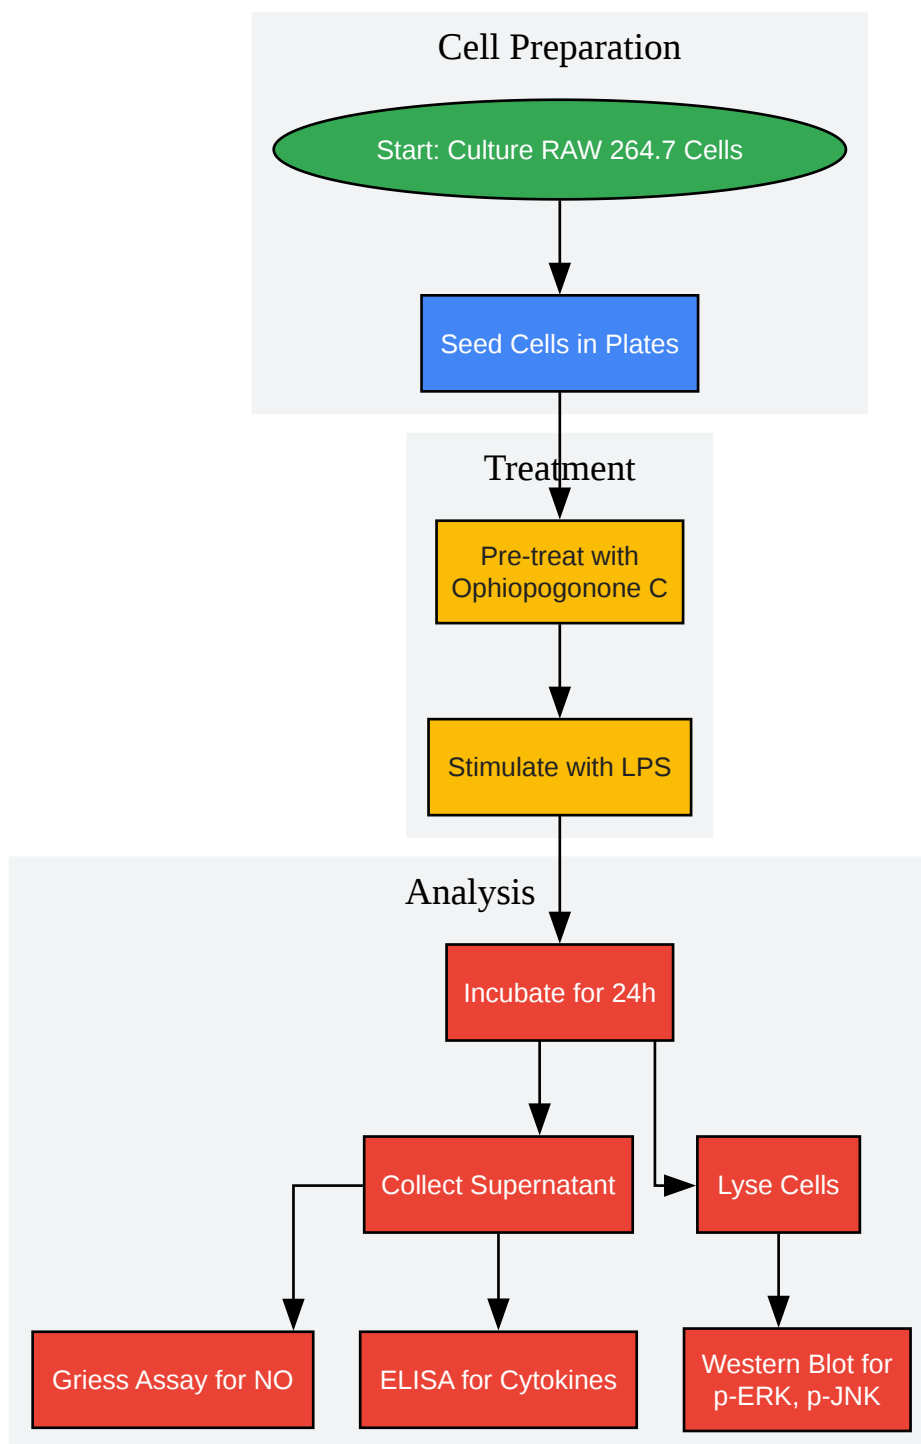 Cell Preparation
Start: Culture RAW 264.7 Cells
Seed Cells in Plates
Treatment
Pre-treat with
Ophiopogonone C
Stimulate with LPS
Analysis
Incubate for 24h
Collect Supernatant
Lyse Cells
Griess Assay for NO
ELISA for Cytokines
Western Blot for
p-ERK, p-JNK